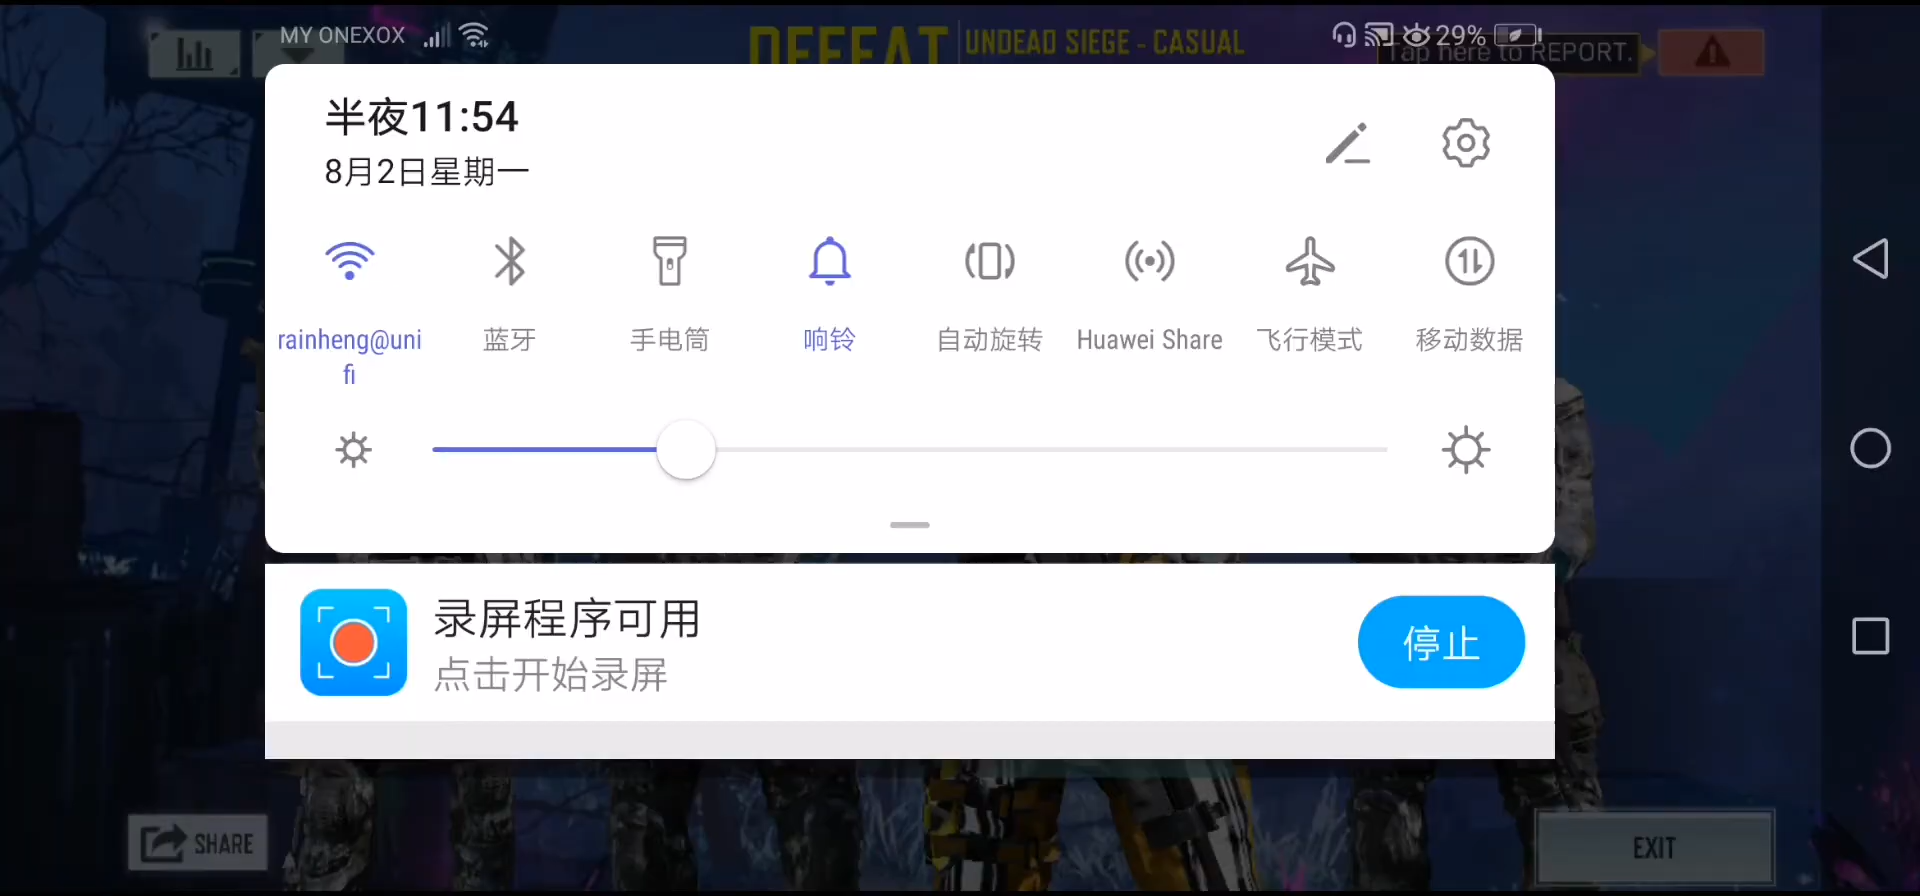 MY ONEXOX
29%
DEFEAT
UNDEAD SIEGE - CASUAL
Tap here to REPORT.
半夜11:54
8月2日星期一
rainheng@uni
fi
蓝牙
手电筒
响铃
自动旋转
Huawei Share
飞行模式
移动数据
录屏程序可用
点击开始录屏
停止
SHARE
EXIT